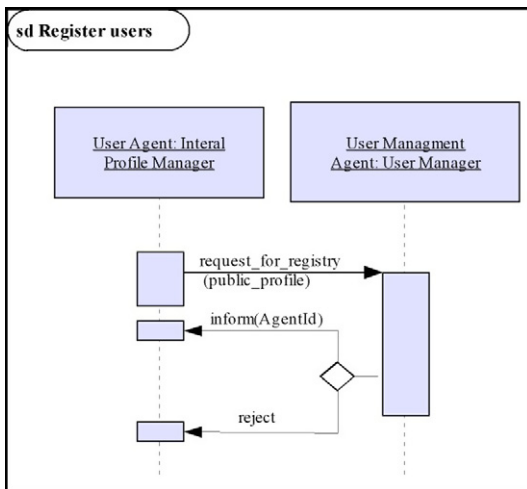 sd Register users
User Agent: Interal
Profile Manager
User Managment
Agent: User Manager
request_for_registry
(public_profile)
inform(AgentId)
reject